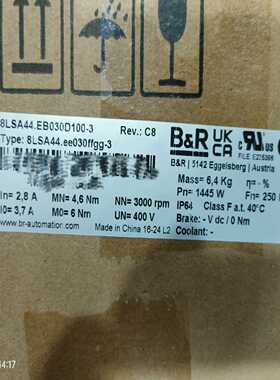 8LSA44.EB030D100-3
Rev.: C8
Type: 8LSA44.ee030ffgg-3
B&R
UK
CA
c us
FILE E225396
B&R | 5142 Eggelsberg | Austria
Mass= 6,4 Kg
η= -%
In= 2,8 A
MN= 4,6 Nm
NN= 3000 rpm
Pn= 1445 W
Fn= 250
I0= 3,7 A
M0= 6 Nm
UN= 400 V
IP64
Class F a.t. 40°C
www.br-automation.com
Made in China 16-24 L2
Brake: - V dc / 0 Nm
Coolant: -
14:17